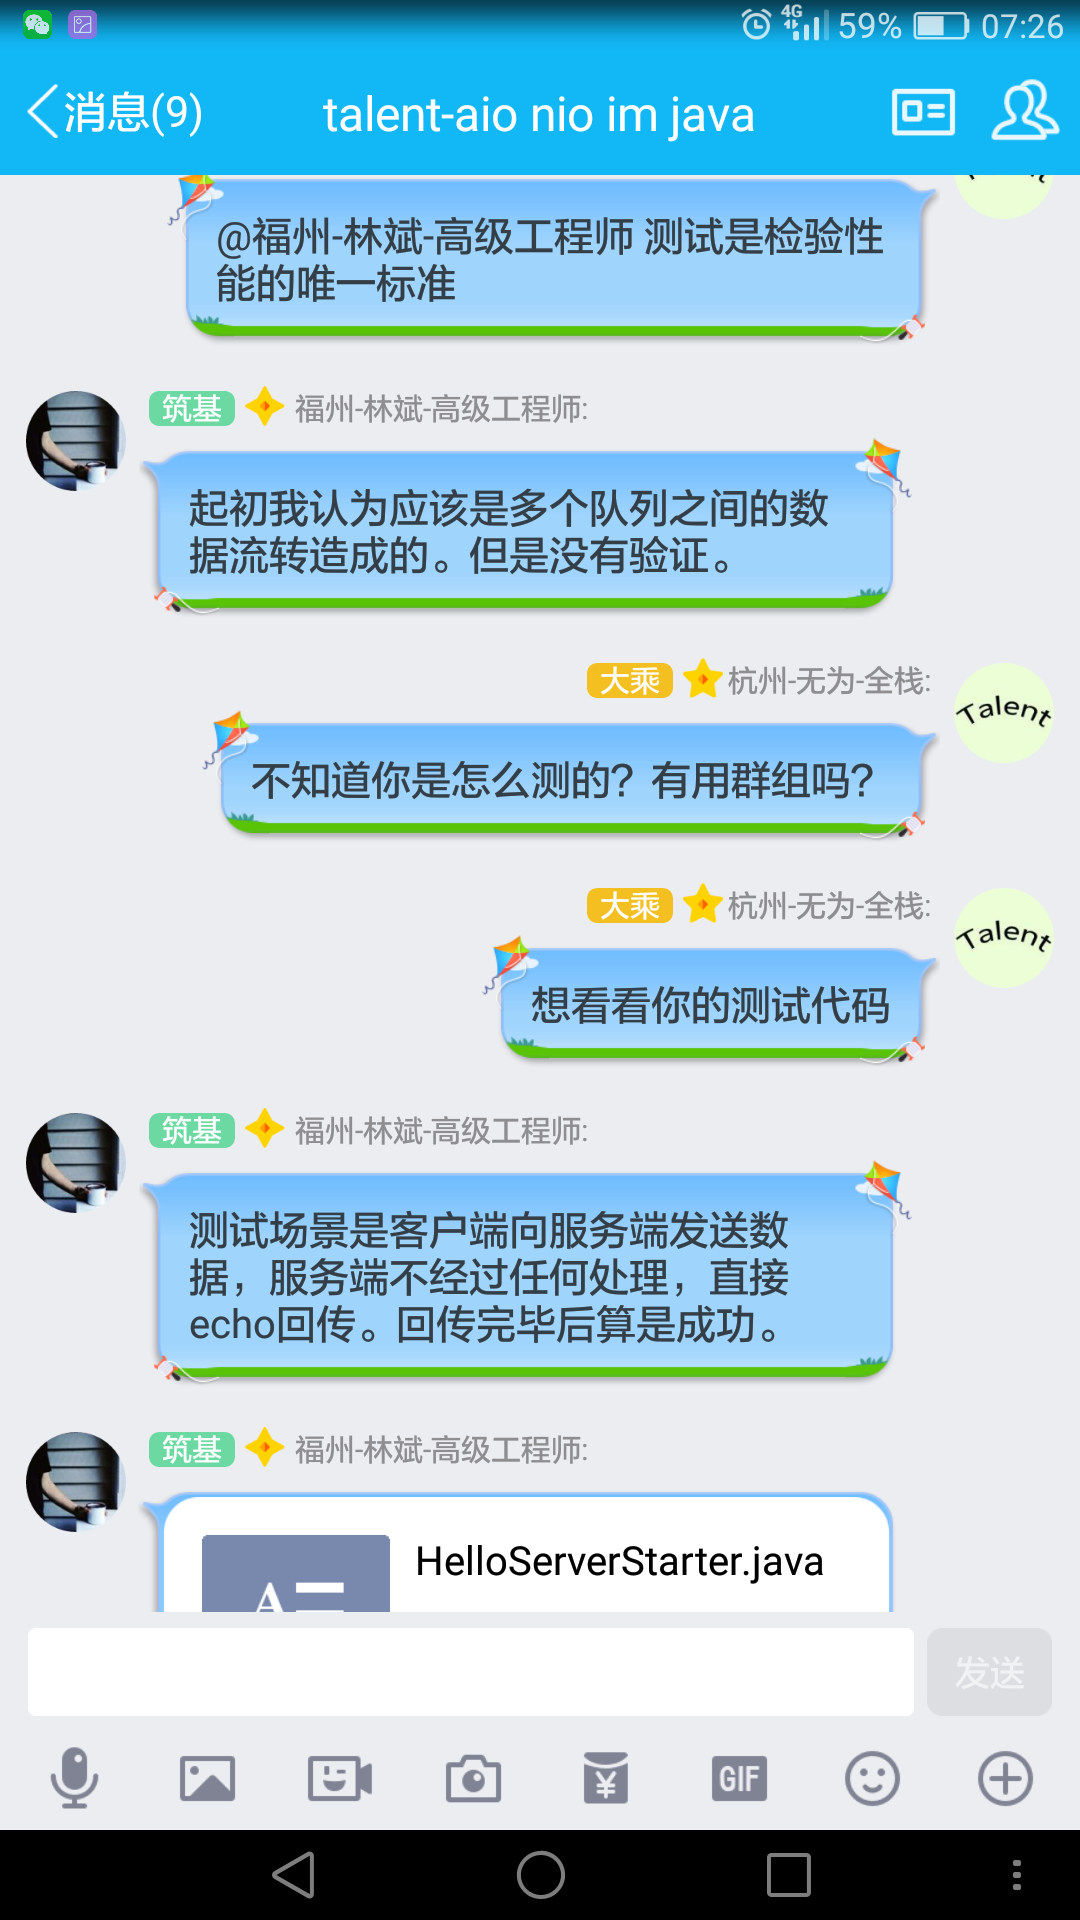 4G 59% 07:26
消息(9) talent-aio nio im java
@福州-林斌-高级工程师 测试是检验性
能的唯一标准
筑基 福州-林斌-高级工程师:
起初我认为应该是多个队列之间的数
据流转造成的。但是没有验证。
大乘 杭州-无为-全栈:
Talent
不知道你是怎么测的？有用群组吗？
大乘 杭州-无为-全栈:
Talent
想看看你的测试代码
筑基 福州-林斌-高级工程师:
测试场景是客户端向服务端发送数
据，服务端不经过任何处理，直接
echo回传。回传完毕后算是成功。
筑基 福州-林斌-高级工程师:
HelloServerStarter.java
A
发送
GIF